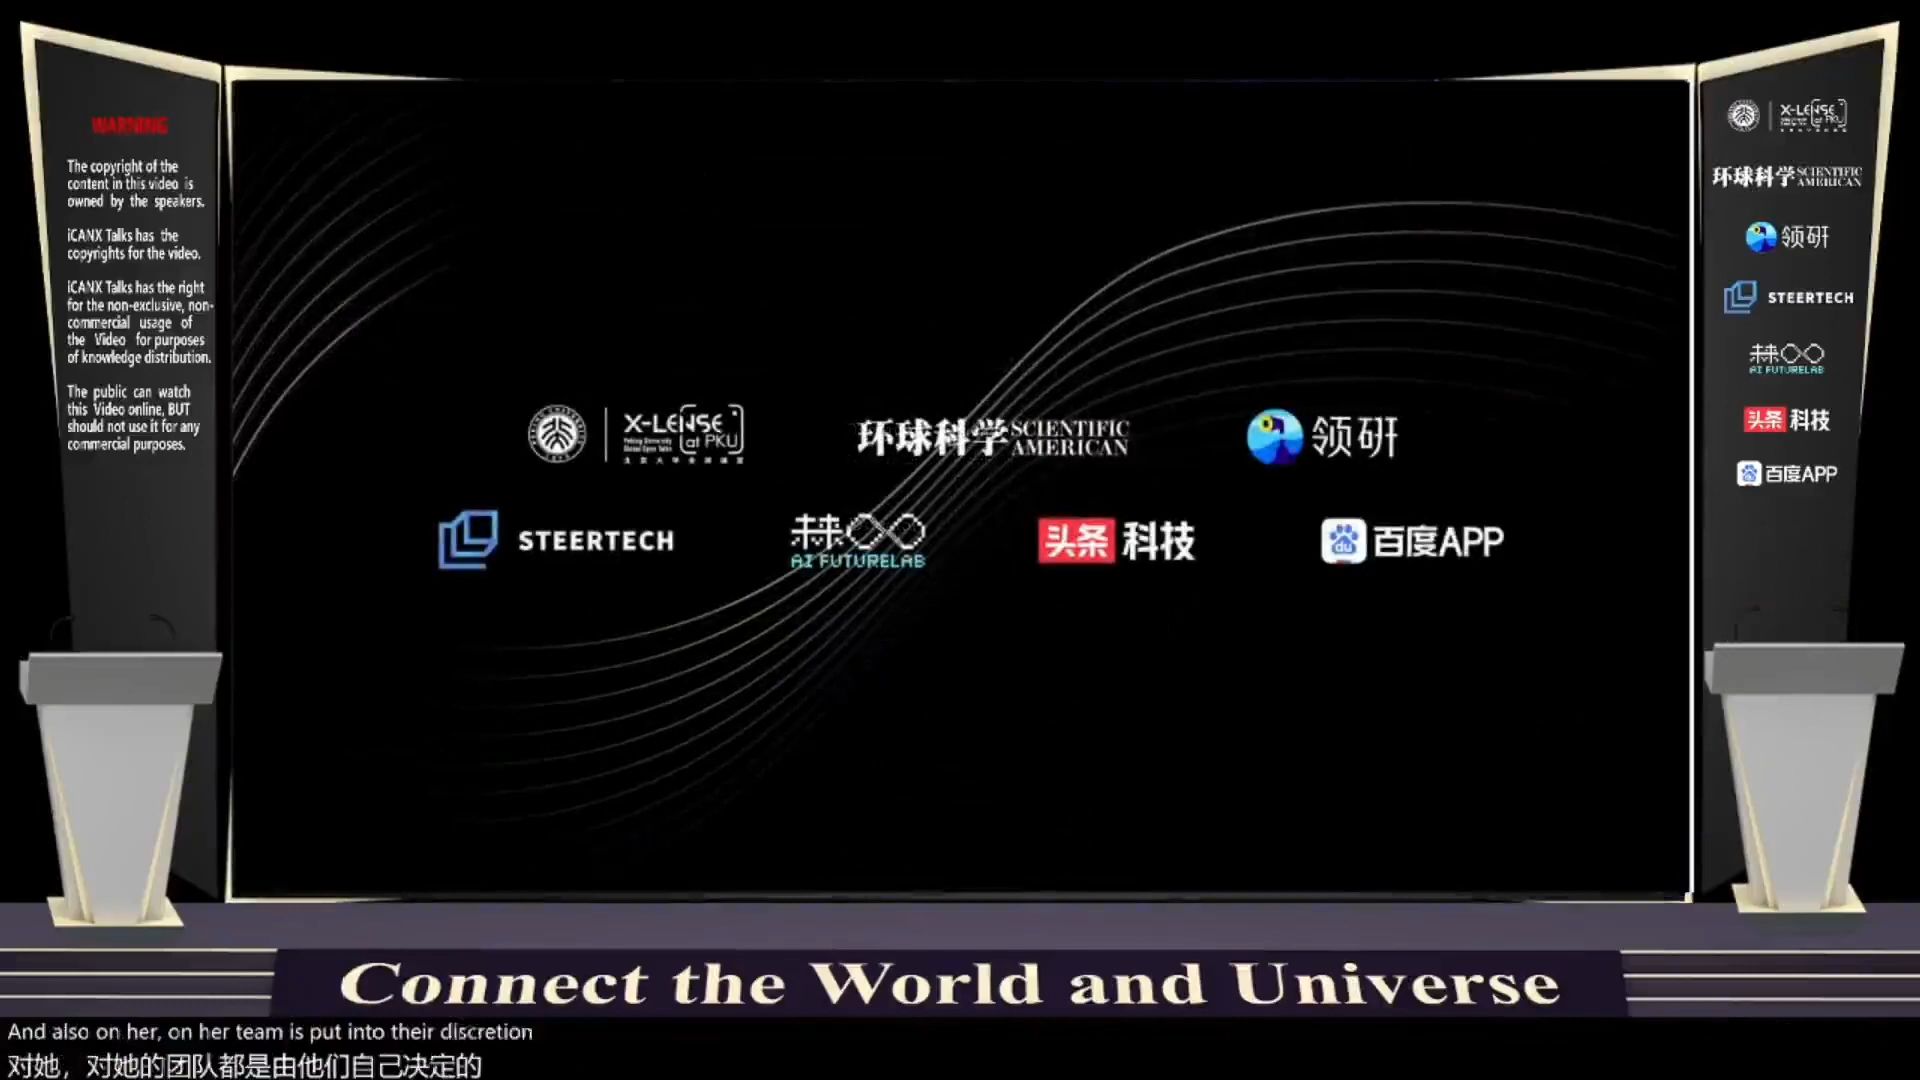 WARNING
The copyright of the
content in this video is
owned by the speakers.
iCANX Talks has the
copyrights for the video.
iCANX Talks has the right
for the non-exclusive, non-
commercial usage of
the Video for purposes
of knowledge distribution.
The public can watch
this Video online, BUT
should not use it for any
commercial purposes.
X-LENSE
at PKU
环球科学 SCIENTIFIC
AMERICAN
领研
STEERTECH
AI FUTURELAB
头条 科技
du 百度APP
X-LENSE
at PKU
环球科学 SCIENTIFIC
AMERICAN
领研
STEERTECH
AI FUTURELAB
头条 科技
百度APP
Connect the World and Universe
And also on her, on her team is put into their discretion
对她，对她的团队都是由他们自己决定的